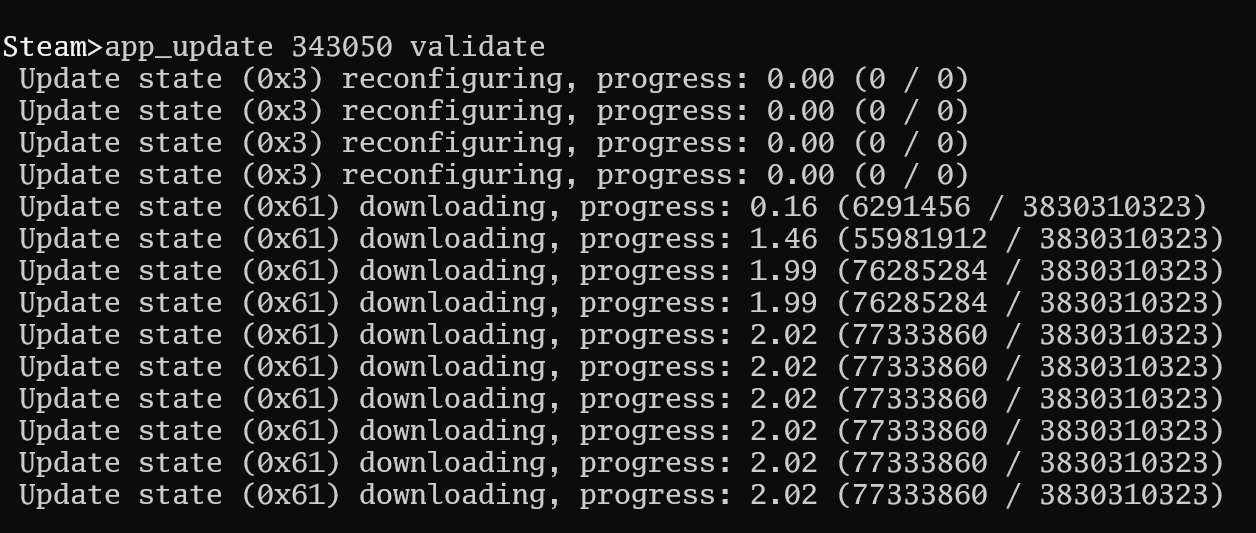 Steam>app_update 343050 validate
Update state (0x3) reconfiguring, progress: 0.00 (0 / 0)
Update state (0x3) reconfiguring, progress: 0.00 (0 / 0)
Update state (0x3) reconfiguring, progress: 0.00 (0 / 0)
Update state (0x3) reconfiguring, progress: 0.00 (0 / 0)
Update state (0x61) downloading, progress: 0.16 (6291456 / 3830310323)
Update state (0x61) downloading, progress: 1.46 (55981912 / 3830310323)
Update state (0x61) downloading, progress: 1.99 (76285284 / 3830310323)
Update state (0x61) downloading, progress: 1.99 (76285284 / 3830310323)
Update state (0x61) downloading, progress: 2.02 (77333860 / 3830310323)
Update state (0x61) downloading, progress: 2.02 (77333860 / 3830310323)
Update state (0x61) downloading, progress: 2.02 (77333860 / 3830310323)
Update state (0x61) downloading, progress: 2.02 (77333860 / 3830310323)
Update state (0x61) downloading, progress: 2.02 (77333860 / 3830310323)
Update state (0x61) downloading, progress: 2.02 (77333860 / 3830310323)